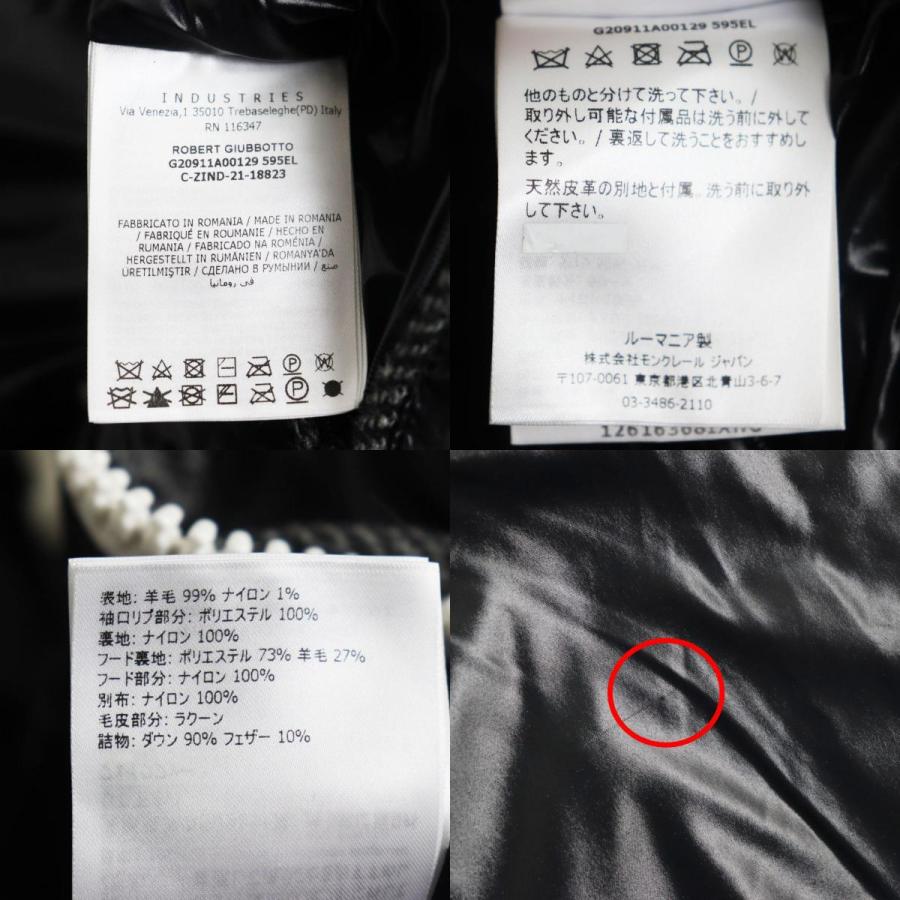 INDUSTRIES
Via Venezia,1 35010 Trebaseleghe(PD) Italy
RN 116347
ROBERT GIUBBOTTO
G20911A00129 595EL
C-ZIND-21-18823
FABBRICATO IN ROMANIA / MADE IN ROMANIA
/ FABRIQUÉ EN ROUMANIE / HECHO EN
RUMANIA / FABRICADO NA ROMÉNIA /
HERGESTELLT IN RUMÄNIEN / ROMANYA'DA
ÜRETILMIŞTIR / СДЕЛАНО В РУМЫНИИ / صنع
في رومانيا
G20911A00129 595EL
他のものと分けて洗って下さい。/
取り外し可能な付属品は洗う前に外して
ください。/ 裏返して洗うことをおすすめし
ます。
天然皮革の別地と付属。洗う前に取り外
して下さい。
ルーマニア製
株式会社モンクレール ジャパン
〒107-0061 東京都港区北青山3-6-7
03-3486-2110
表地: 羊毛 99% ナイロン 1%
袖口リブ部分: ポリエステル 100%
裏地: ナイロン 100%
フード裏地: ポリエステル 73% 羊毛 27%
フード部分: ナイロン 100%
別布: ナイロン 100%
毛皮部分: ラクーン
詰物: ダウン 90% フェザー 10%